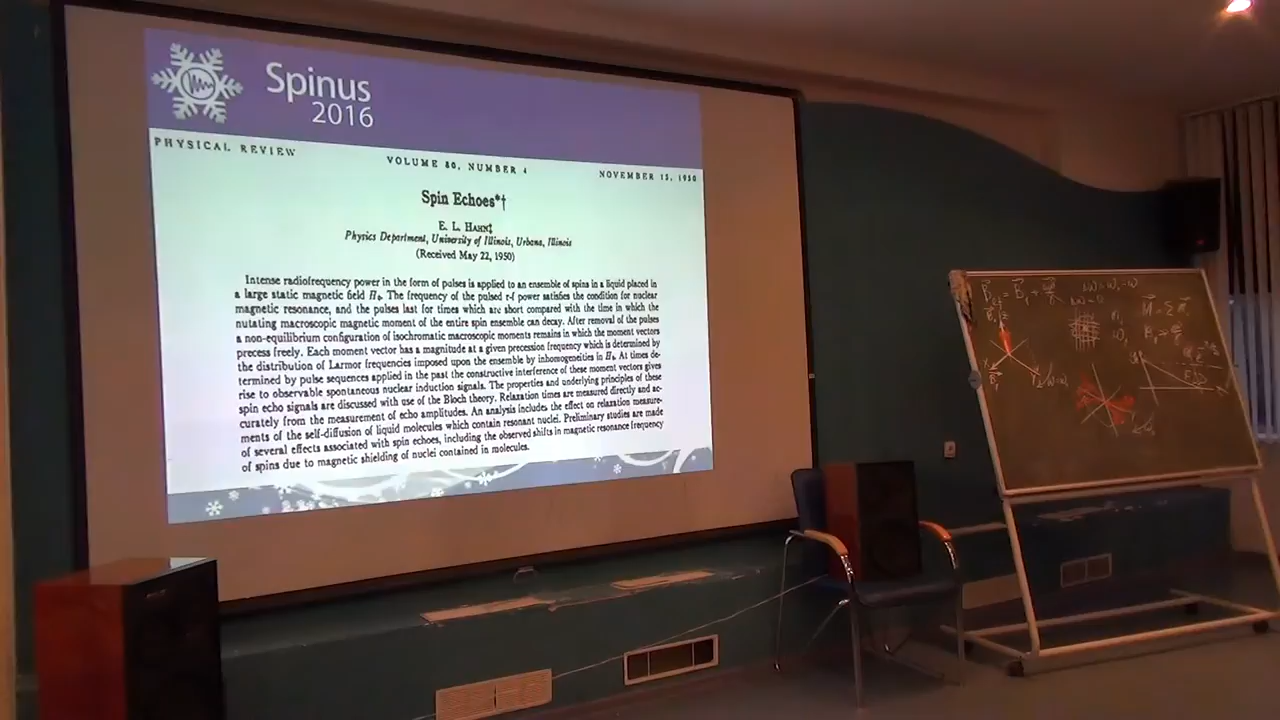 Spinus
2016
PHYSICAL REVIEW VOLUME 80, NUMBER 4 NOVEMBER 15, 1950
Spin Echoes*†
E. L. HAHN‡
Physics Department, University of Illinois, Urbana, Illinois
(Received May 22, 1950)
Intense radiofrequency power in the form of pulses is applied to an ensemble of spins in a liquid placed in
a large static magnetic field H₀. The frequency of the pulsed r-f power satisfies the condition for nuclear
magnetic resonance, and the pulses last for times which are short compared with the time in which the
nutating macroscopic magnetic moment of the entire spin ensemble can decay. After removal of the pulses
a non-equilibrium configuration of isochromatic macroscopic moments remains in which the moment vectors
precess freely. Each moment vector has a magnitude at a given precession frequency which is determined by
the distribution of Larmor frequencies imposed upon the ensemble by inhomogeneities in H₀. At times de-
termined by pulse sequences applied in the past the constructive interference of these moment vectors gives
rise to observable spontaneous nuclear induction signals. The properties and underlying principles of these
spin echo signals are discussed with use of the Bloch theory. Relaxation times are measured directly and ac-
curately from the measurement of echo amplitudes. An analysis includes the effect on relaxation measure-
ments of the self-diffusion of liquid molecules which contain resonant nuclei. Preliminary studies are made
of several effects associated with spin echoes, including the observed shifts in magnetic resonance frequency
of spins due to magnetic shielding of nuclei contained in molecules.